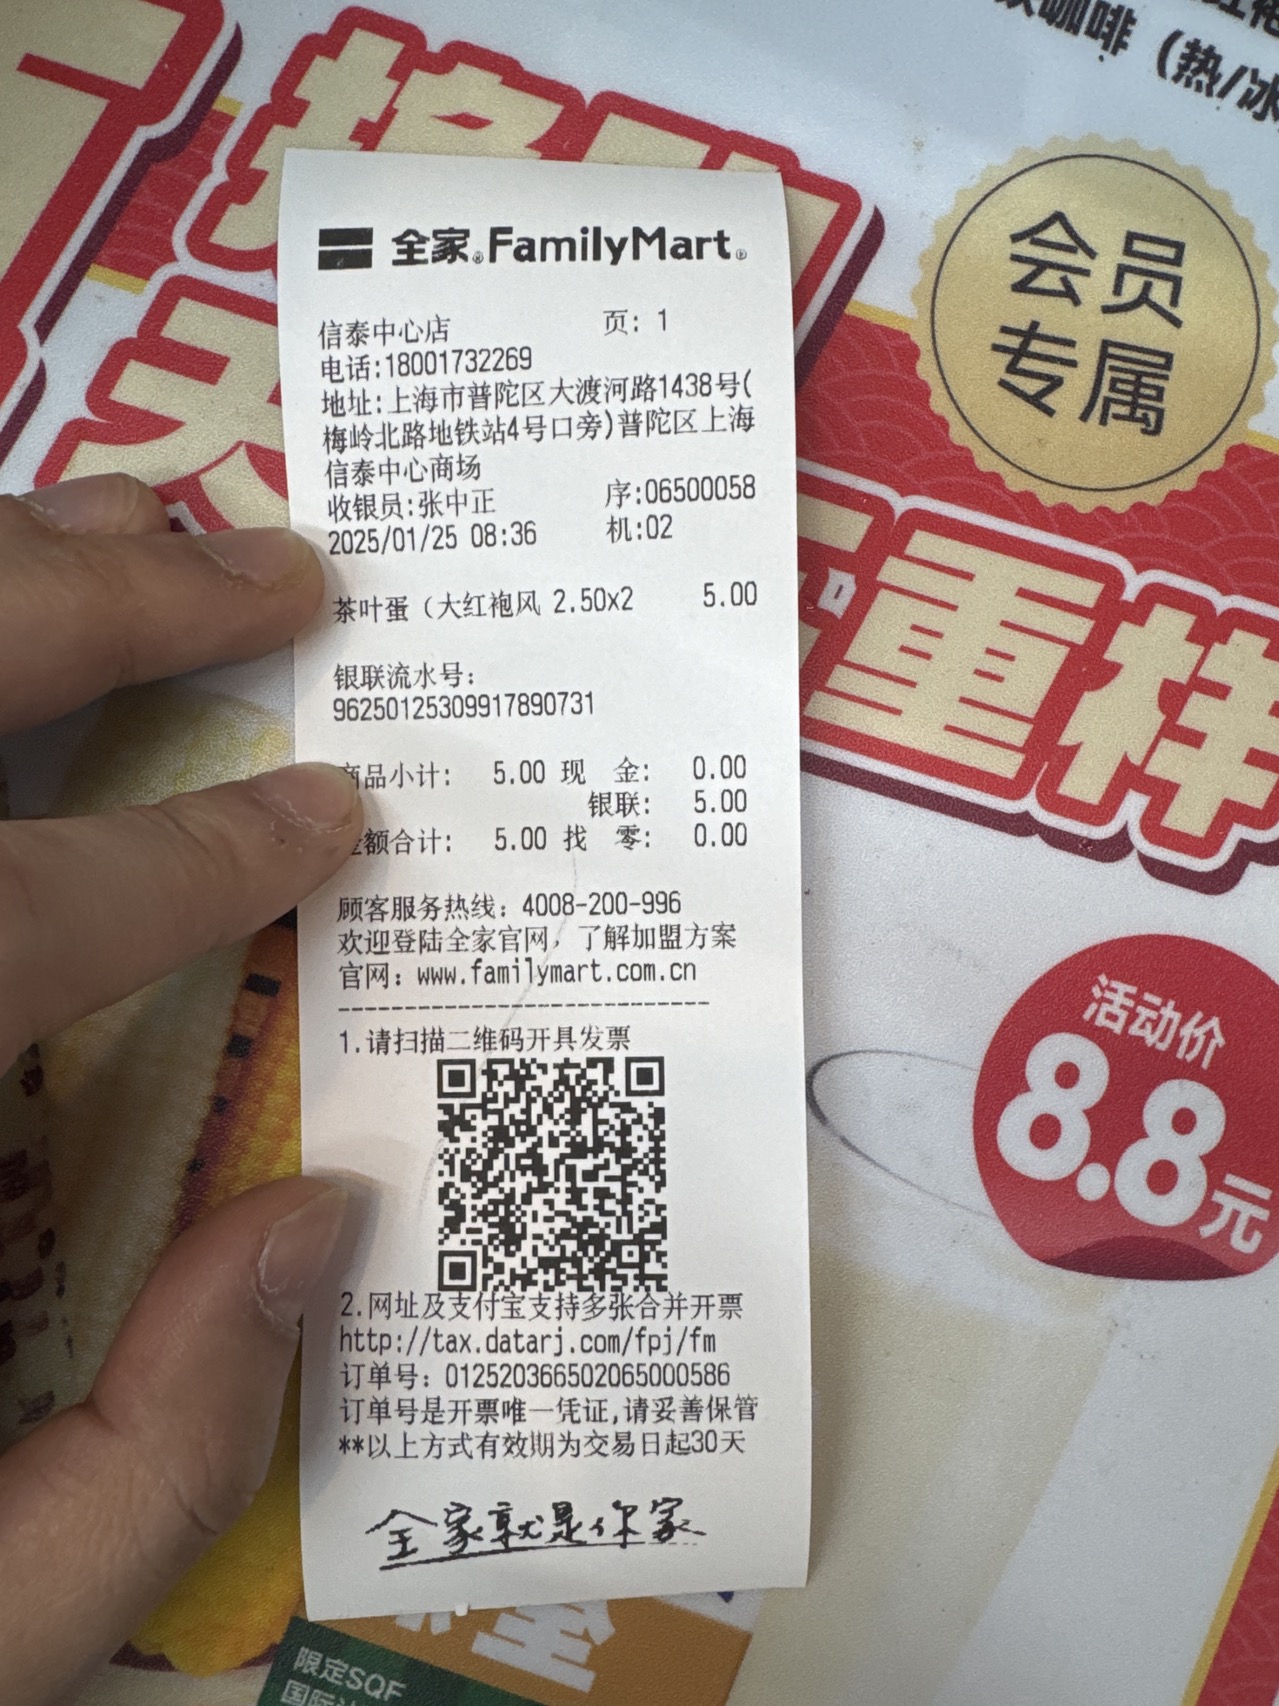 咖啡（热/冰
会员
专属
重样
活动价
8.8元
全家®FamilyMart®
信泰中心店 页: 1
电话:18001732269
地址:上海市普陀区大渡河路1438号(
梅岭北路地铁站4号口旁)普陀区上海
信泰中心商场
收银员:张中正 序:06500058
2025/01/25 08:36 机:02
茶叶蛋（大红袍风 2.50x2 5.00
银联流水号:
96250125309917890731
商品小计: 5.00 现 金: 0.00
银联: 5.00
额合计: 5.00 找 零: 0.00
顾客服务热线: 4008-200-996
欢迎登陆全家官网，了解加盟方案
官网: www.familymart.com.cn
----------------------------
1.请扫描二维码开具发票
2.网址及支付宝支持多张合并开票
http://tax.datarj.com/fpj/fm
订单号: 012520366502065000586
订单号是开票唯一凭证,请妥善保管
**以上方式有效期为交易日起30天
全家就是你家
限定SQF
国际